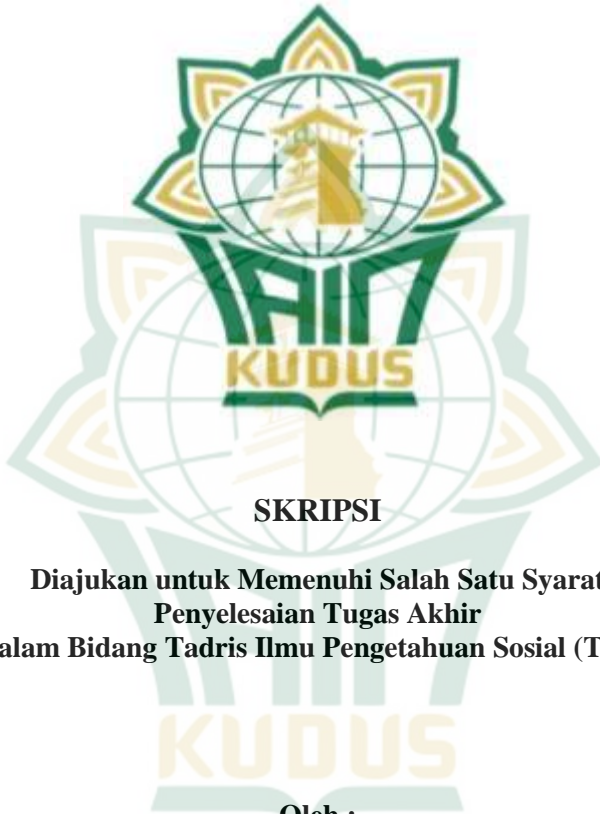 IAIN
KUDUS
SKRIPSI
Diajukan untuk Memenuhi Salah Satu Syarat
Penyelesaian Tugas Akhir
alam Bidang Tadris Ilmu Pengetahuan Sosial (T
KUDUS
Oleh :